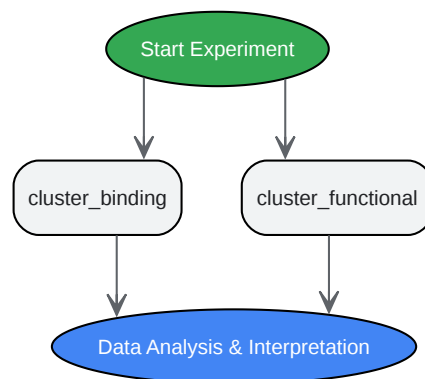 Start Experiment
cluster_binding
cluster_functional
Data Analysis & Interpretation